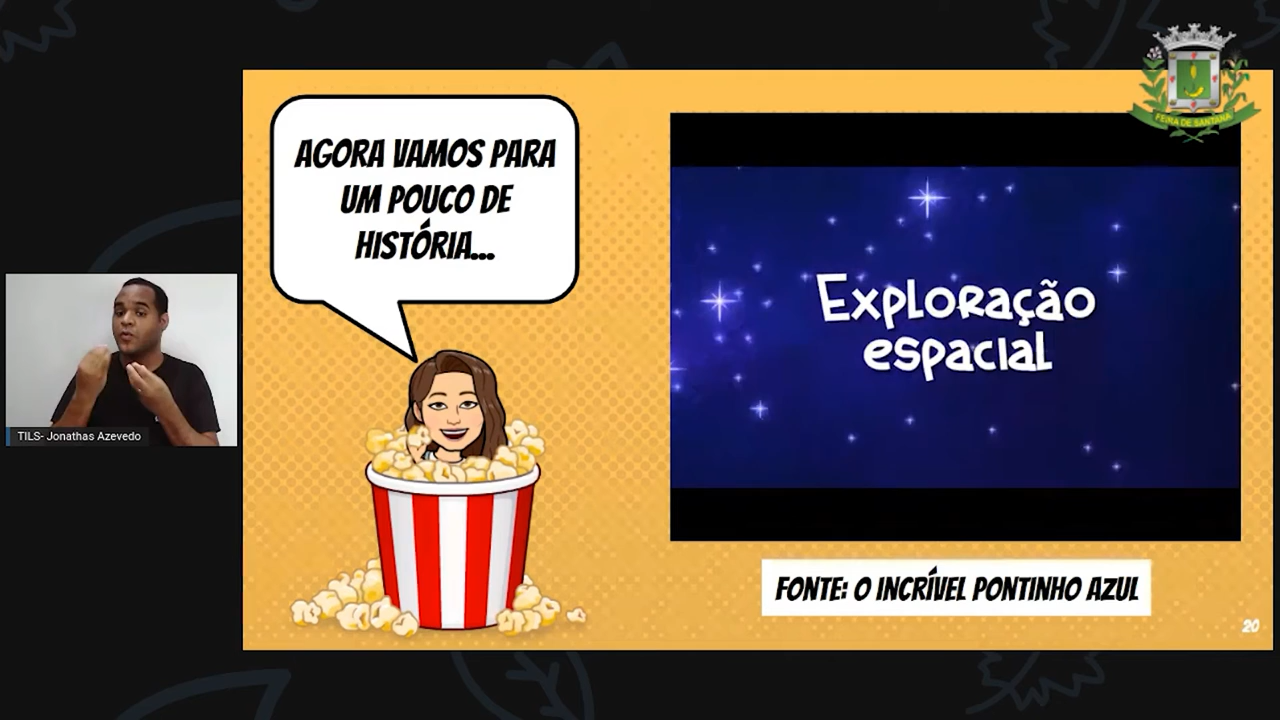 FEIRA DE SANTANA
AGORA VAMOS PARA
UM POUCO DE
HISTÓRIA...
Exploração
espacial
TILS- Jonathas Azevedo
FONTE: O INCRÍVEL PONTINHO AZUL
20